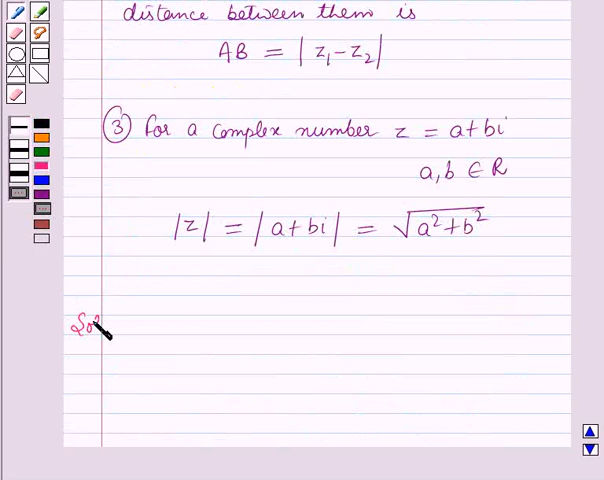 distance between them is
AB = | z₁ - z₂ |
③ For a complex number z = a + bi
a, b ∈ R
|z| = | a + bi | = √(a² + b²)